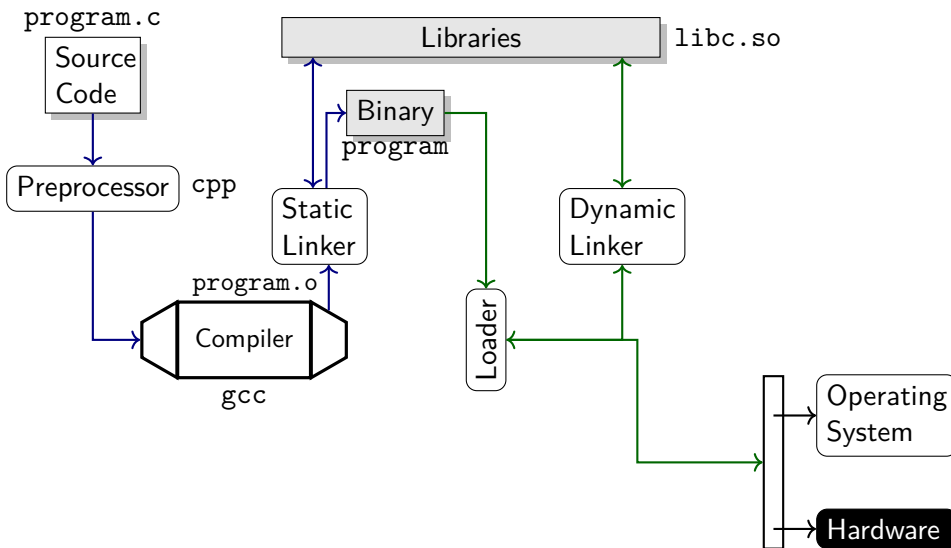 program.c
Source
Code
Preprocessor
cpp
Libraries
libc.so
Binary
program
Static
Linker
Dynamic
Linker
program.o
Compiler
gcc
Loader
Operating
System
Hardware